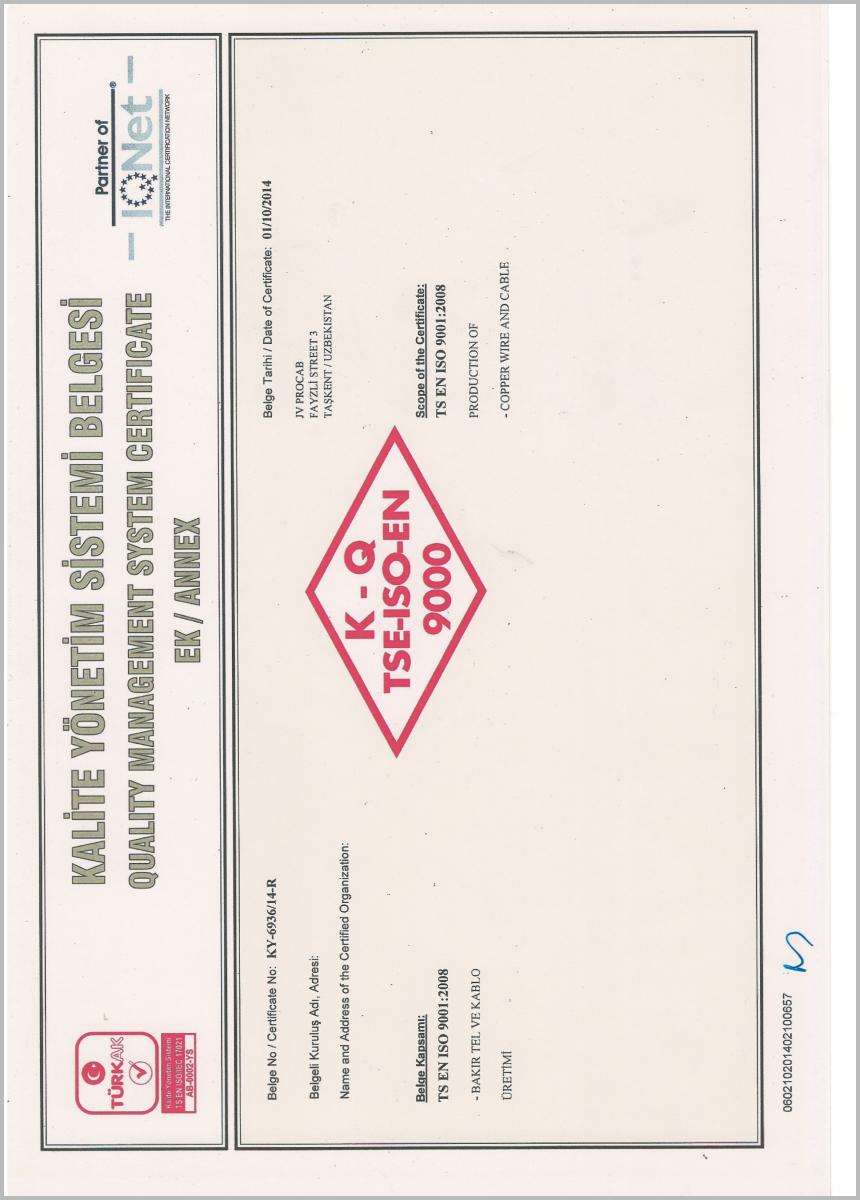 TÜRKAK
Kalite Yönetim Sistemi
TS EN ISO/IEC 17021
AB-0002-YS
KALİTE YÖNETİM SİSTEMİ BELGESİ
QUALITY MANAGEMENT SYSTEM CERTIFICATE
EK / ANNEX
Partner of
IQNet ®
THE INTERNATIONAL CERTIFICATION NETWORK
Belge No / Certificate No: KY-6936/14-R
Belge Tarihi / Date of Certificate: 01/10/2014
Belgeli Kuruluş Adı, Adresi:
Name and Address of the Certified Organization:
JV PROCAB
FAYZLİ STREET 3
TAŞKENT / UZBEKISTAN
K - Q
TSE-ISO-EN
9000
Belge Kapsamı:
TS EN ISO 9001:2008
- BAKIR TEL VE KABLO
ÜRETİMİ
Scope of the Certificate:
TS EN ISO 9001:2008
PRODUCTION OF
- COPPER WIRE AND CABLE
060210201402100657